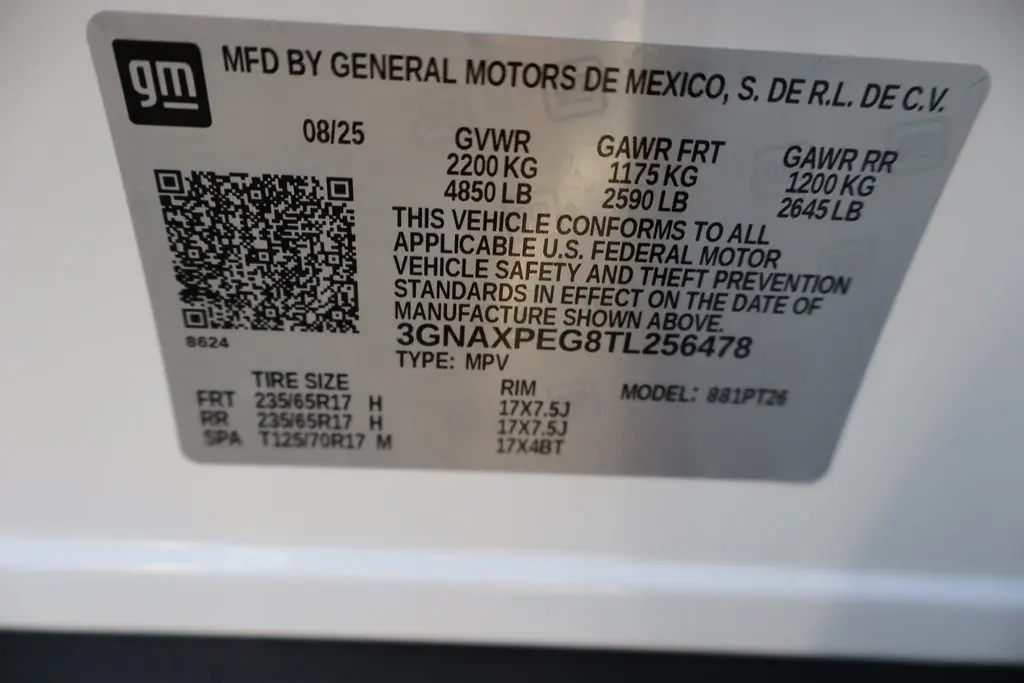 gm
MFD BY GENERAL MOTORS DE MEXICO, S. DE R.L. DE C.V.
08/25
GVWR
2200 KG
4850 LB
GAWR FRT
1175 KG
2590 LB
GAWR RR
1200 KG
2645 LB
THIS VEHICLE CONFORMS TO ALL
APPLICABLE U.S. FEDERAL MOTOR
VEHICLE SAFETY AND THEFT PREVENTION
STANDARDS IN EFFECT ON THE DATE OF
MANUFACTURE SHOWN ABOVE.
3GNAXPEG8TL256478
TYPE: MPV
8624
TIRE SIZE
RIM
MODEL: 881PT26
FRT 235/65R17 H 17X7.5J
RR 235/65R17 H 17X7.5J
SPA T125/70R17 M 17X4BT